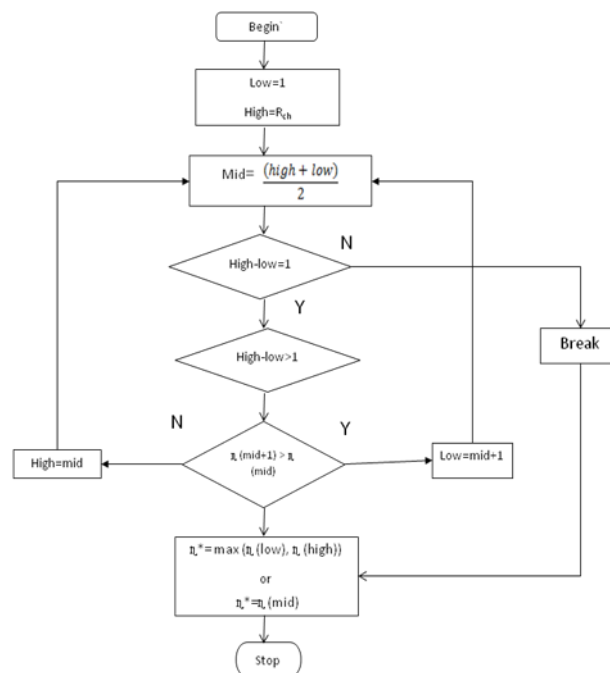 Begin`
Low=1
High=R_ch
Mid= (high + low)
2
High-low=1
N
Y
High-low>1
N
Y
High=mid
Break
Low=mid+1
{mid+1} >
{mid}
*=max{ {low}, {high}}
or
*= {mid}
Stop